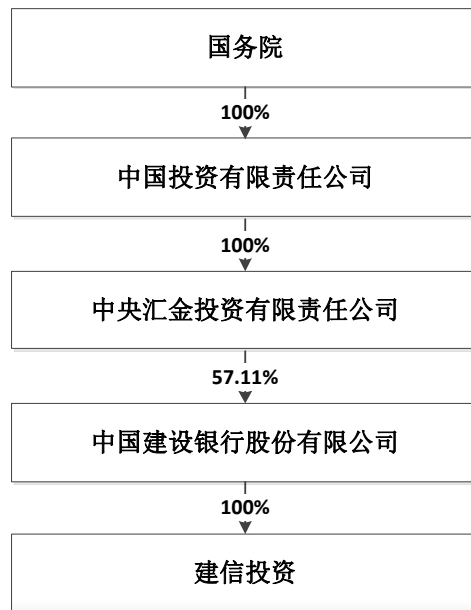 国务院
100%
中国投资有限责任公司
100%
中央汇金投资有限责任公司
57.11%
中国建设银行股份有限公司
100%
建信投资